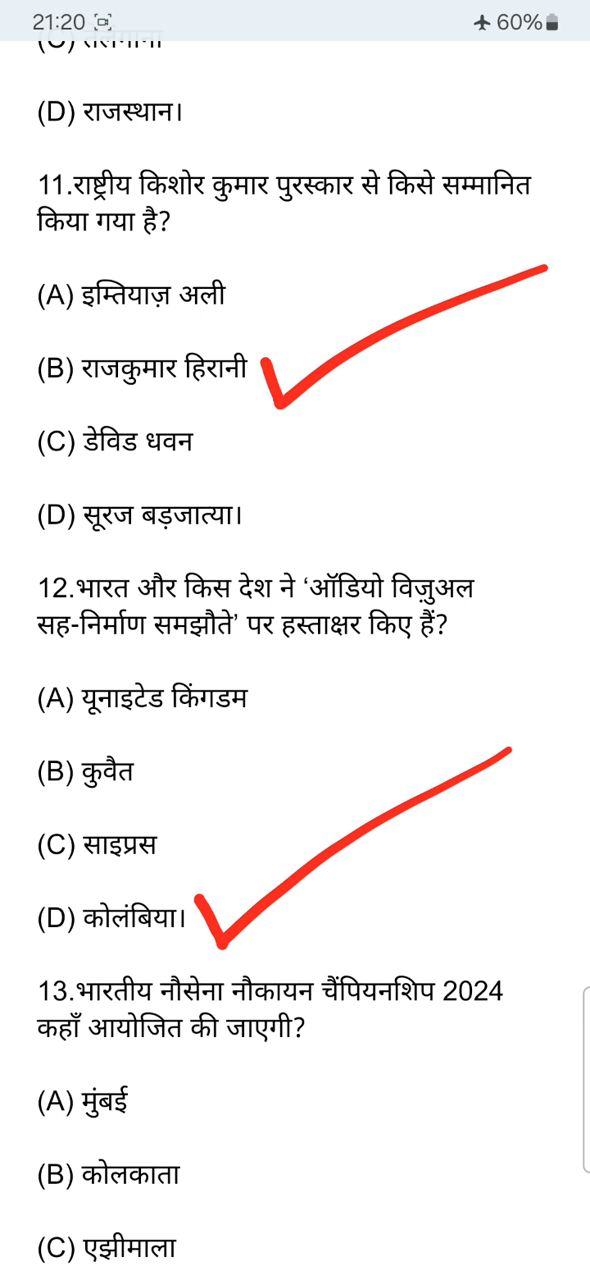 21:20
60%
(D) राजस्थान।
11.राष्ट्रीय किशोर कुमार पुरस्कार से किसे सम्मानित
किया गया है?
(A) इम्तियाज़ अली
(B) राजकुमार हिरानी
(C) डेविड धवन
(D) सूरज बड़जात्या।
12.भारत और किस देश ने ‘ऑडियो विज़ुअल
सह-निर्माण समझौते’ पर हस्ताक्षर किए हैं?
(A) यूनाइटेड किंगडम
(B) कुवैत
(C) साइप्रस
(D) कोलंबिया।
13.भारतीय नौसेना नौकायन चैंपियनशिप 2024
कहाँ आयोजित की जाएगी?
(A) मुंबई
(B) कोलकाता
(C) एझीमाला